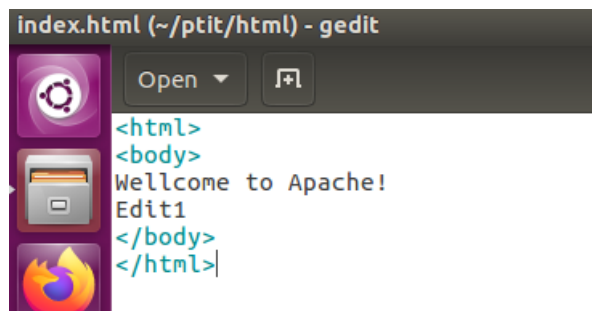 index.html (~/ptit/html) - gedit
Open
<html>
<body>
Wellcome to Apache!
Edit1
</body>
</html>